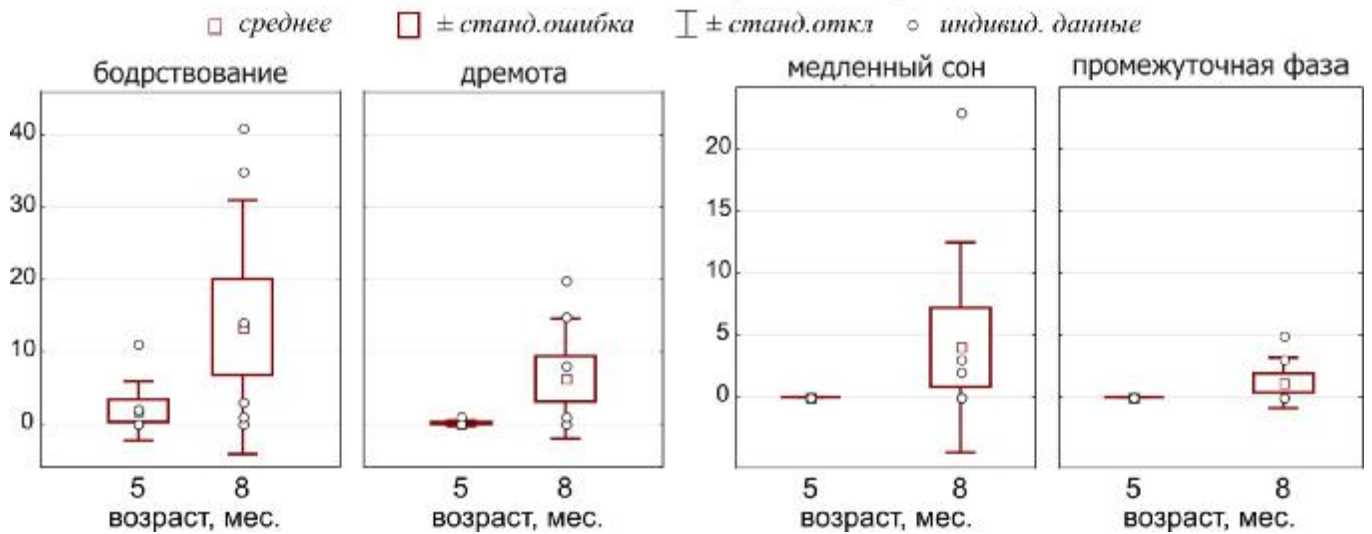 среднее ± станд.ошибка ± станд.откл индивид. данные
бодрствование дремота медленный сон промежуточная фаза
40
30
20
10
0
20
15
10
5
0
5 8 5 8 5 8 5 8
возраст, мес. возраст, мес. возраст, мес. возраст, мес.